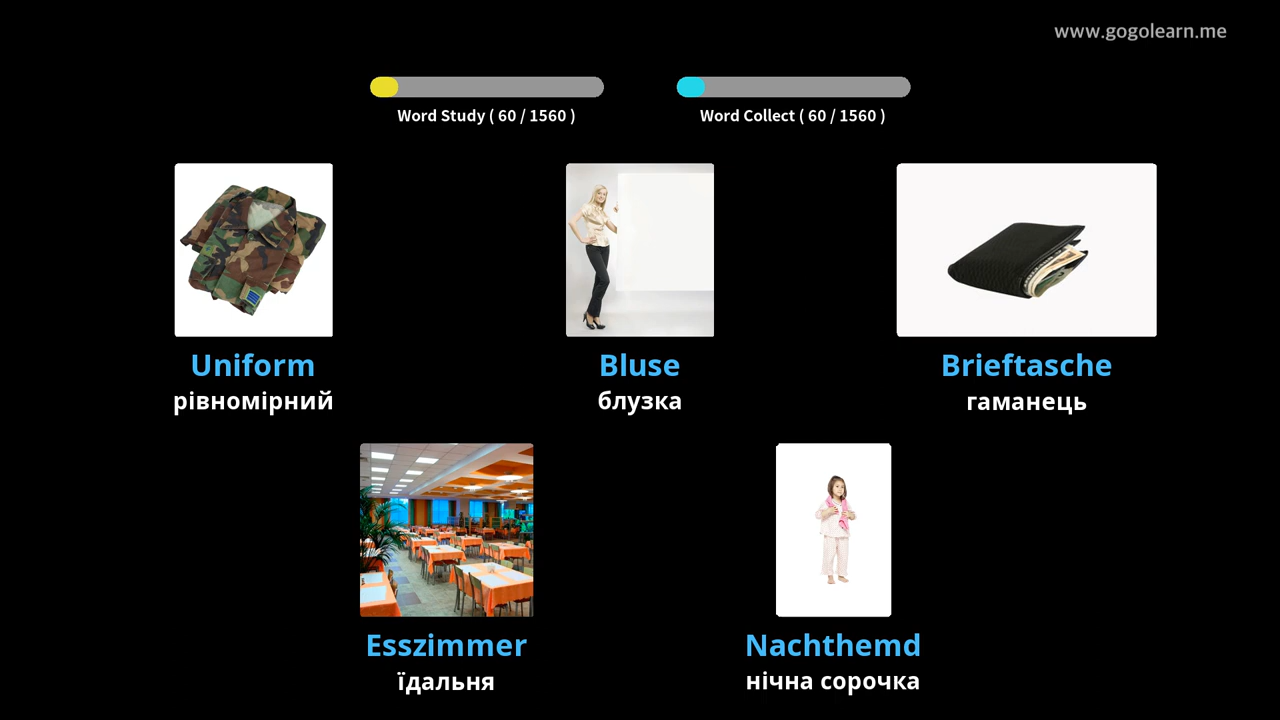 www.gogolearn.me
Word Study ( 60 / 1560 )
Word Collect ( 60 / 1560 )
Uniform
рівномірний
Bluse
блузка
Brieftasche
гаманець
Esszimmer
їдальня
Nachthemd
нічна сорочка